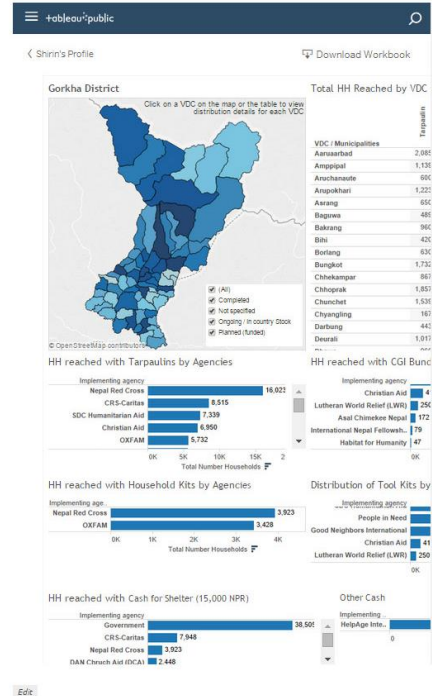 +ableau public
Shirin's Profile
Download Workbook
Gorkha District
Click on a VDC on the map or the table to view
distribution details for each VDC
(All)
Completed
Not specified
Ongoing / In country Stock
Planned (funded)
© OpenStreetMap contributors
Total HH Reached by VDC
Tarpaulin
VDC / Municipalities
Aaruaarbad 2,085
Amppipal 1,136
Aruchanaute 600
Arupokhari 1,223
Asrang 650
Baguwa 489
Bakrang 960
Bihi 420
Borlang 630
Bungkot 1,732
Chhekampar 867
Chhoprak 1,857
Chunchet 1,539
Chyangling 167
Darbung 443
Deurali 1,017
HH reached with Tarpaulins by Agencies
Implementing agency
Nepal Red Cross 16,023
CRS-Caritas 8,515
SDC Humanitarian Aid 7,339
Christian Aid 6,950
OXFAM 5,732
0K 5K 10K 15K 2
Total Number Households
HH reached with CGI Bunc
Implementing agency
Christian Aid 4
Lutheran World Relief (LWR) 250
Asal Chimekee Nepal 172
International Nepal Fellowsh.. 79
Habitat for Humanity 47
0K
HH reached with Household Kits by Agencies
Implementing age..
Nepal Red Cross 3,923
OXFAM 3,428
0K 1K 2K 3K 4K
Total Number Households
Distribution of Tool Kits by
Implementing agency
People in Need
Good Neighbors International
Christian Aid 41
Lutheran World Relief (LWR) 250
0K
HH reached with Cash for Shelter (15,000 NPR)
Implementing agency
Government 38,505
CRS-Caritas 7,948
Nepal Red Cross 3,923
DAN Chruch Aid (DCA) 2,448
Other Cash
Implementing ..
HelpAge Inte..
0
Edit